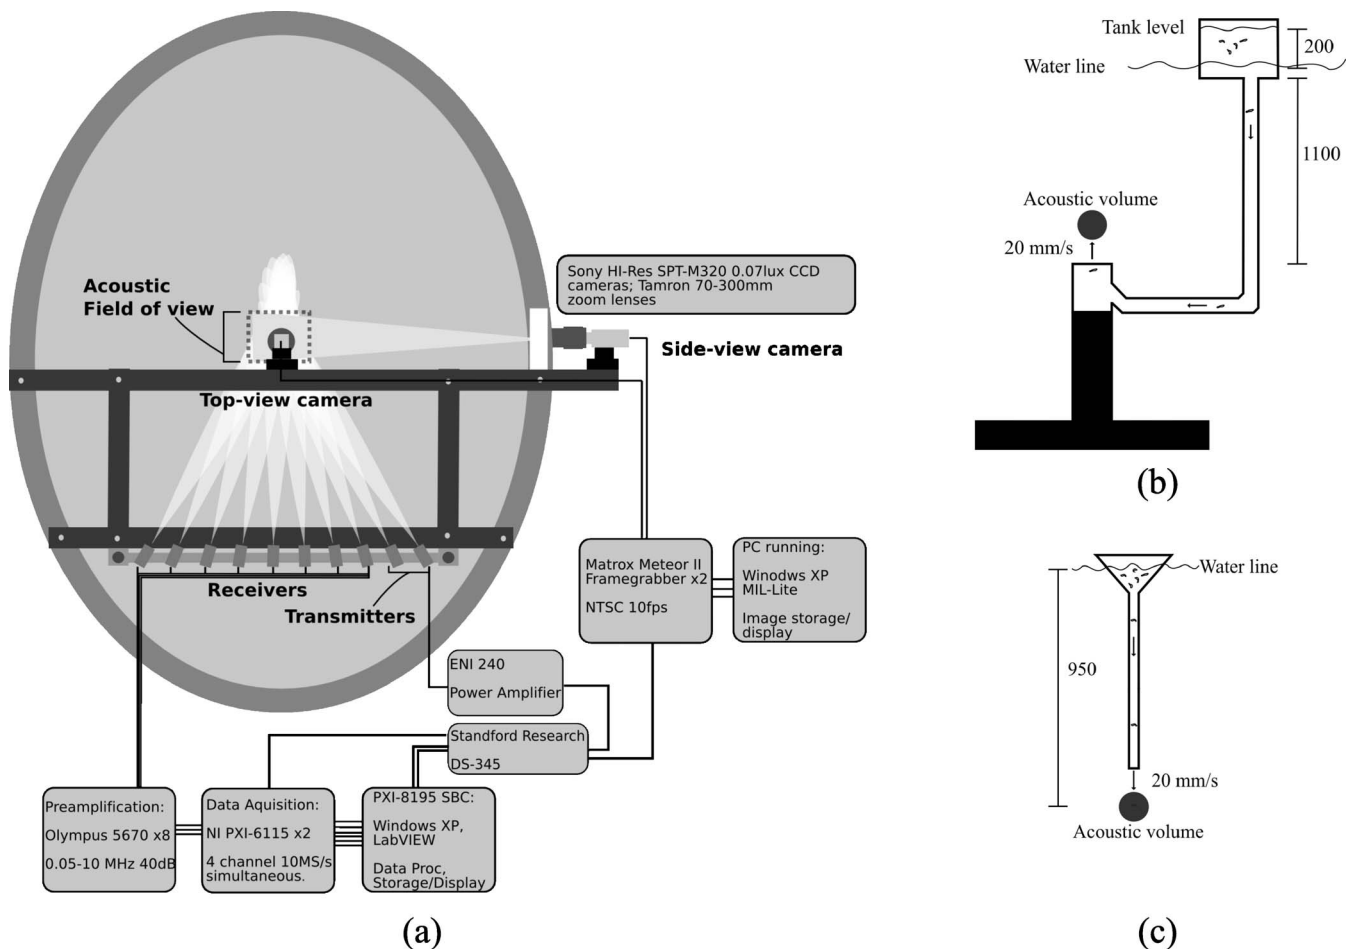 Acoustic
Field of view
Sony HI-Res SPT-M320 0.07lux CCD
cameras; Tamron 70-300mm
zoom lenses
Side-view camera
Top-view camera
Receivers
Transmitters
Matrox Meteor II
Framegrabber x2
NTSC 10fps
PC running:
Winodws XP
MIL-Lite
Image storage/
display
ENI 240
Power Amplifier
Standford Research
DS-345
Preamplification:
Olympus 5670 x8
0.05-10 MHz 40dB
Data Aquisition:
NI PXI-6115 x2
4 channel 10MS/s
simultaneous.
PXI-8195 SBC:
Windows XP,
LabVIEW
Data Proc,
Storage/Display
(a)
Tank level
200
Water line
1100
Acoustic volume
20 mm/s
(b)
Water line
950
20 mm/s
Acoustic volume
(c)